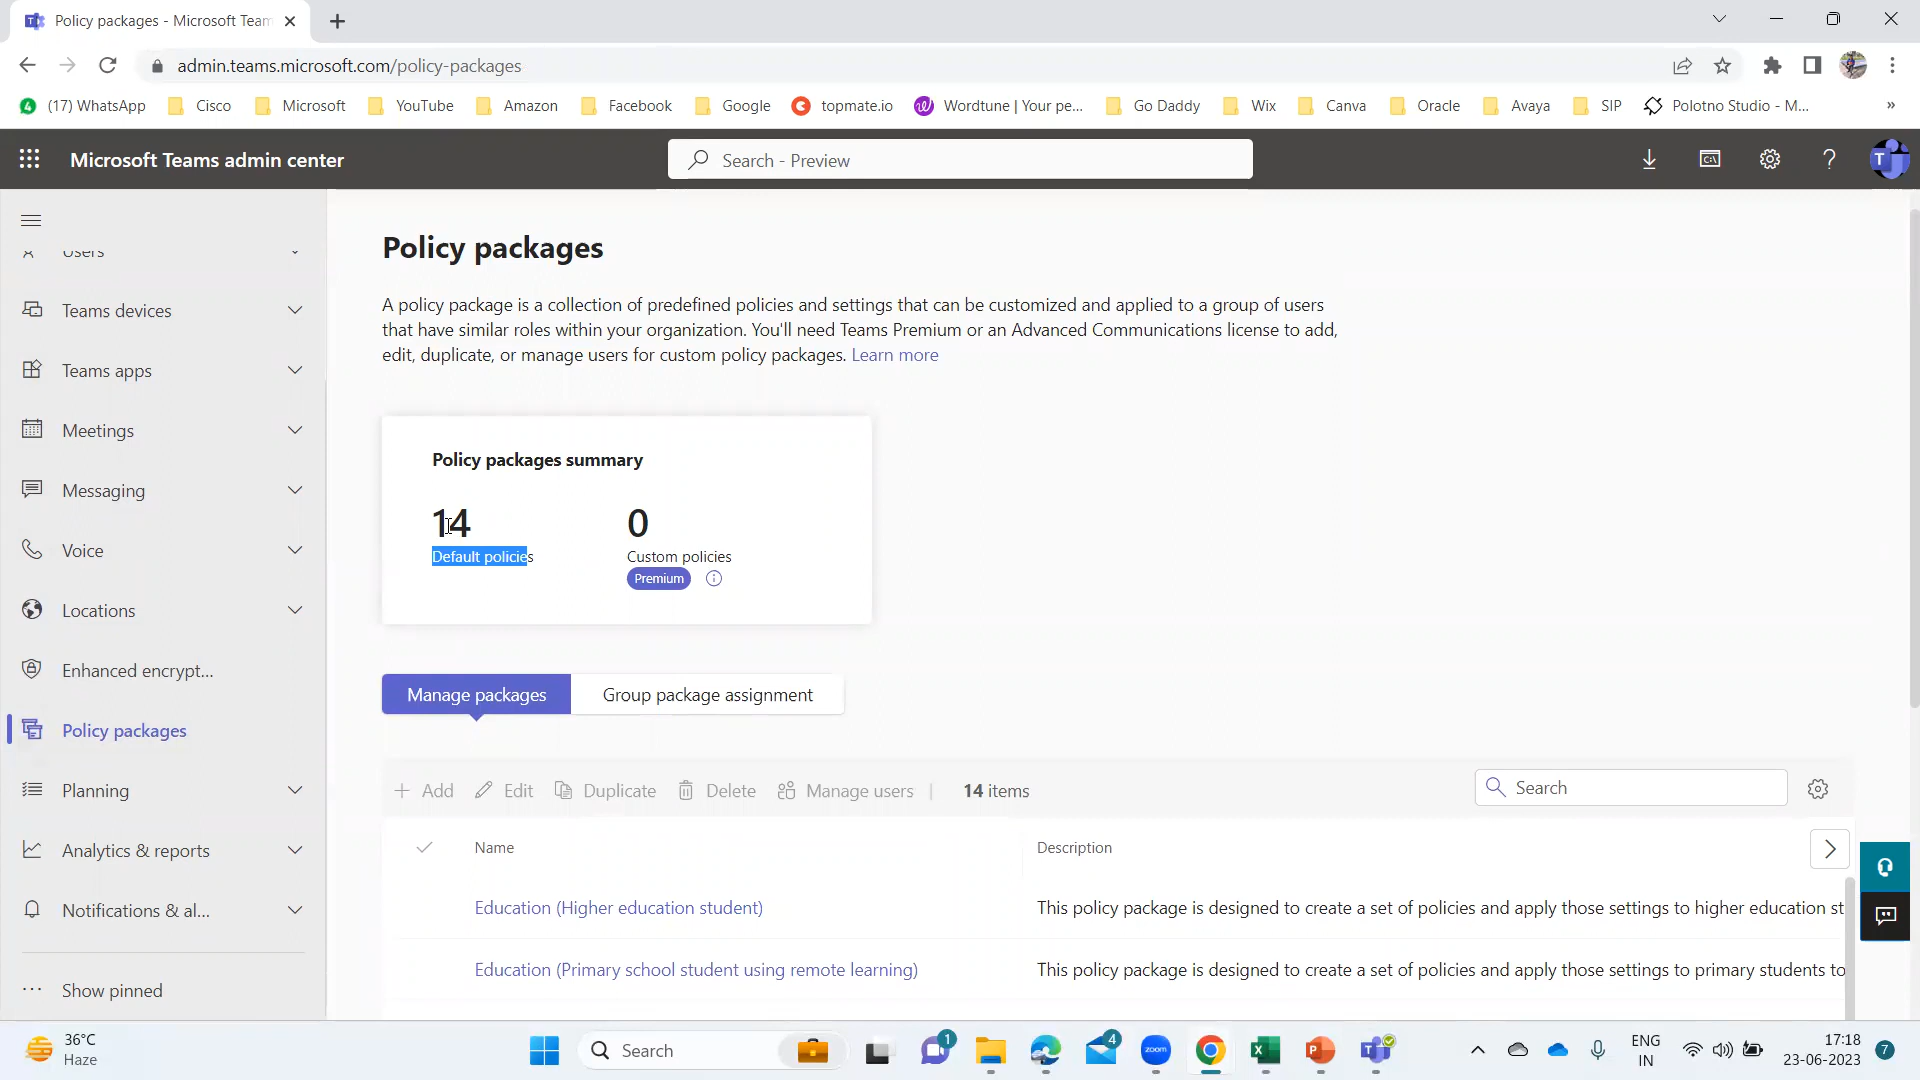 Policy packages - Microsoft Team
admin.teams.microsoft.com/policy-packages
(17) WhatsApp
Cisco
Microsoft
YouTube
Amazon
Facebook
Google
topmate.io
Wordtune | Your pe...
Go Daddy
Wix
Canva
Oracle
Avaya
SIP
Polotno Studio - M...
»
Microsoft Teams admin center
Search - Preview
Users
Teams devices
Teams apps
Meetings
Messaging
Voice
Locations
Enhanced encrypt...
Policy packages
Planning
Analytics & reports
Notifications & al...
Show pinned
Policy packages
A policy package is a collection of predefined policies and settings that can be customized and applied to a group of users
that have similar roles within your organization. You'll need Teams Premium or an Advanced Communications license to add,
edit, duplicate, or manage users for custom policy packages. Learn more
Policy packages summary
14
Default policies
0
Custom policies
Premium
Manage packages
Group package assignment
Add
Edit
Duplicate
Delete
Manage users
14 items
Search
Name
Description
Education (Higher education student)
This policy package is designed to create a set of policies and apply those settings to higher education st
Education (Primary school student using remote learning)
This policy package is designed to create a set of policies and apply those settings to primary students to
36°C
Haze
Search
1
4
zoom
ENG
IN
17:18
23-06-2023
7